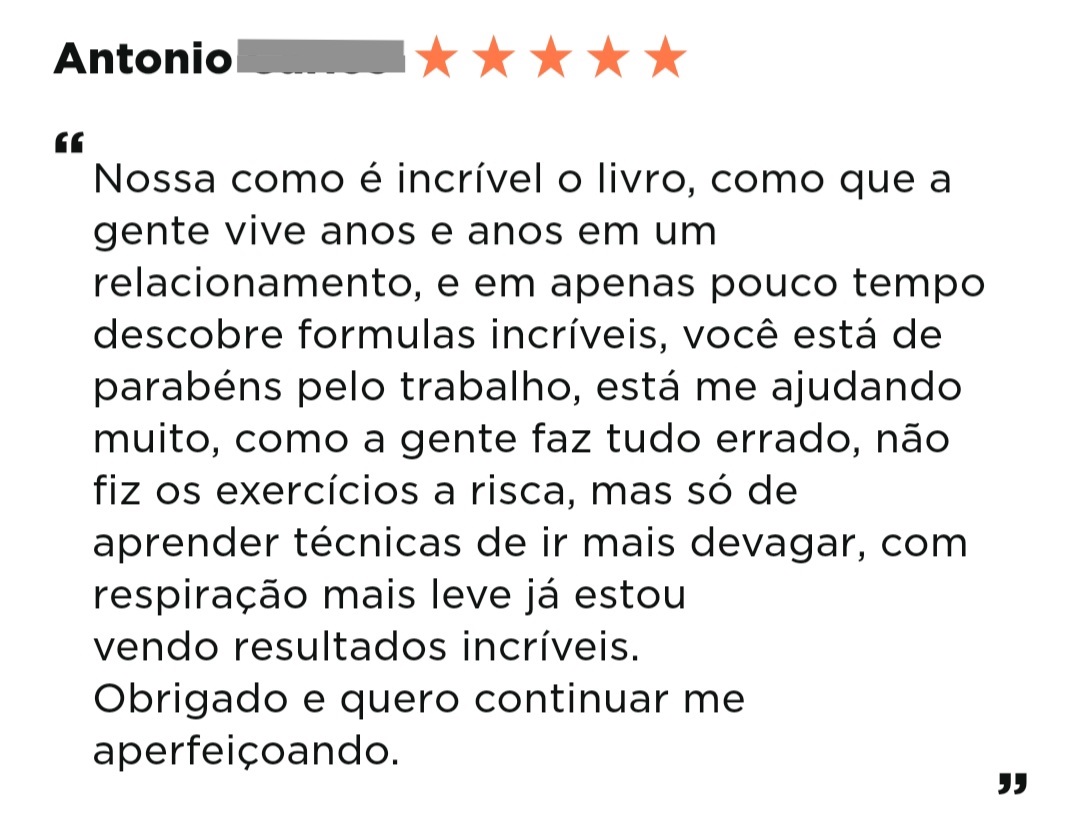 Antonio
“
Nossa como é incrível o livro, como que a
gente vive anos e anos em um
relacionamento, e em apenas pouco tempo
descobre formulas incríveis, você está de
parabéns pelo trabalho, está me ajudando
muito, como a gente faz tudo errado, não
fiz os exercícios a risca, mas só de
aprender técnicas de ir mais devagar, com
respiração mais leve já estou
vendo resultados incríveis.
Obrigado e quero continuar me
aperfeiçoando.
”